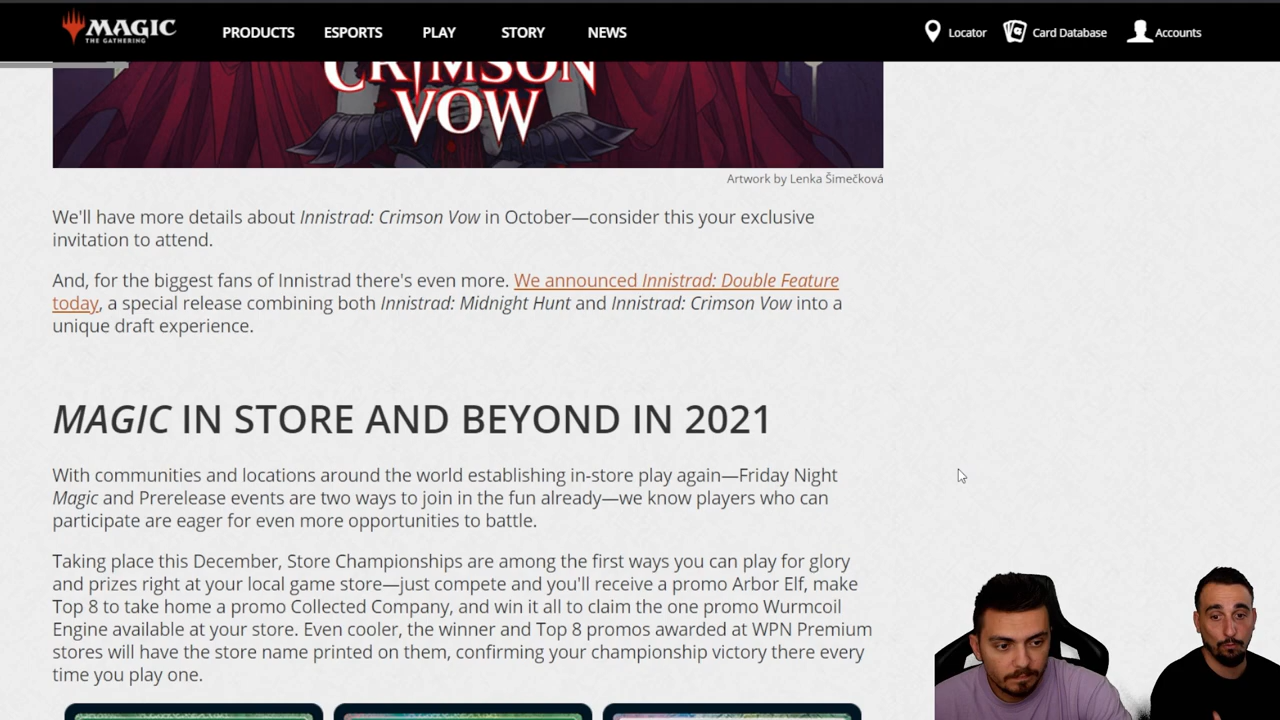 MAGIC
THE GATHERING
PRODUCTS
ESPORTS
PLAY
STORY
NEWS
Locator
Card Database
Accounts
CRIMSON
VOW
Artwork by Lenka Šimečková
We'll have more details about Innistrad: Crimson Vow in October—consider this your exclusive
invitation to attend.
And, for the biggest fans of Innistrad there's even more. We announced Innistrad: Double Feature
today, a special release combining both Innistrad: Midnight Hunt and Innistrad: Crimson Vow into a
unique draft experience.
MAGIC IN STORE AND BEYOND IN 2021
With communities and locations around the world establishing in-store play again—Friday Night
Magic and Prerelease events are two ways to join in the fun already—we know players who can
participate are eager for even more opportunities to battle.
Taking place this December, Store Championships are among the first ways you can play for glory
and prizes right at your local game store—just compete and you'll receive a promo Arbor Elf, make
Top 8 to take home a promo Collected Company, and win it all to claim the one promo Wurmcoil
Engine available at your store. Even cooler, the winner and Top 8 promos awarded at WPN Premium
stores will have the store name printed on them, confirming your championship victory there every
time you play one.